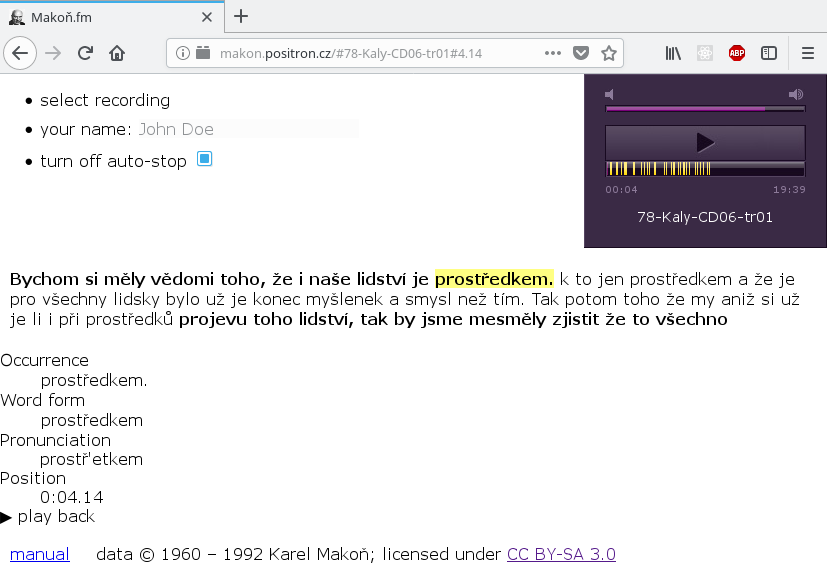 Makoň.fm
makon.positron.cz/#78-Kaly-CD06-tr01#4.14
ABP
select recording
your name: John Doe
turn off auto-stop
00:04 19:39
78-Kaly-CD06-tr01
Bychom si měly vědomi toho, že i naše lidství je prostředkem. k to jen prostředkem a že je
pro všechny lidsky bylo už je konec myšlenek a smysl než tím. Tak potom toho že my aniž si už
je li i při prostředků projevu toho lidství, tak by jsme mesměly zjistit že to všechno
Occurrence
prostředkem.
Word form
prostředkem
Pronunciation
prostř'etkem
Position
0:04.14
▶ play back
manual data © 1960 – 1992 Karel Makoň; licensed under CC BY-SA 3.0